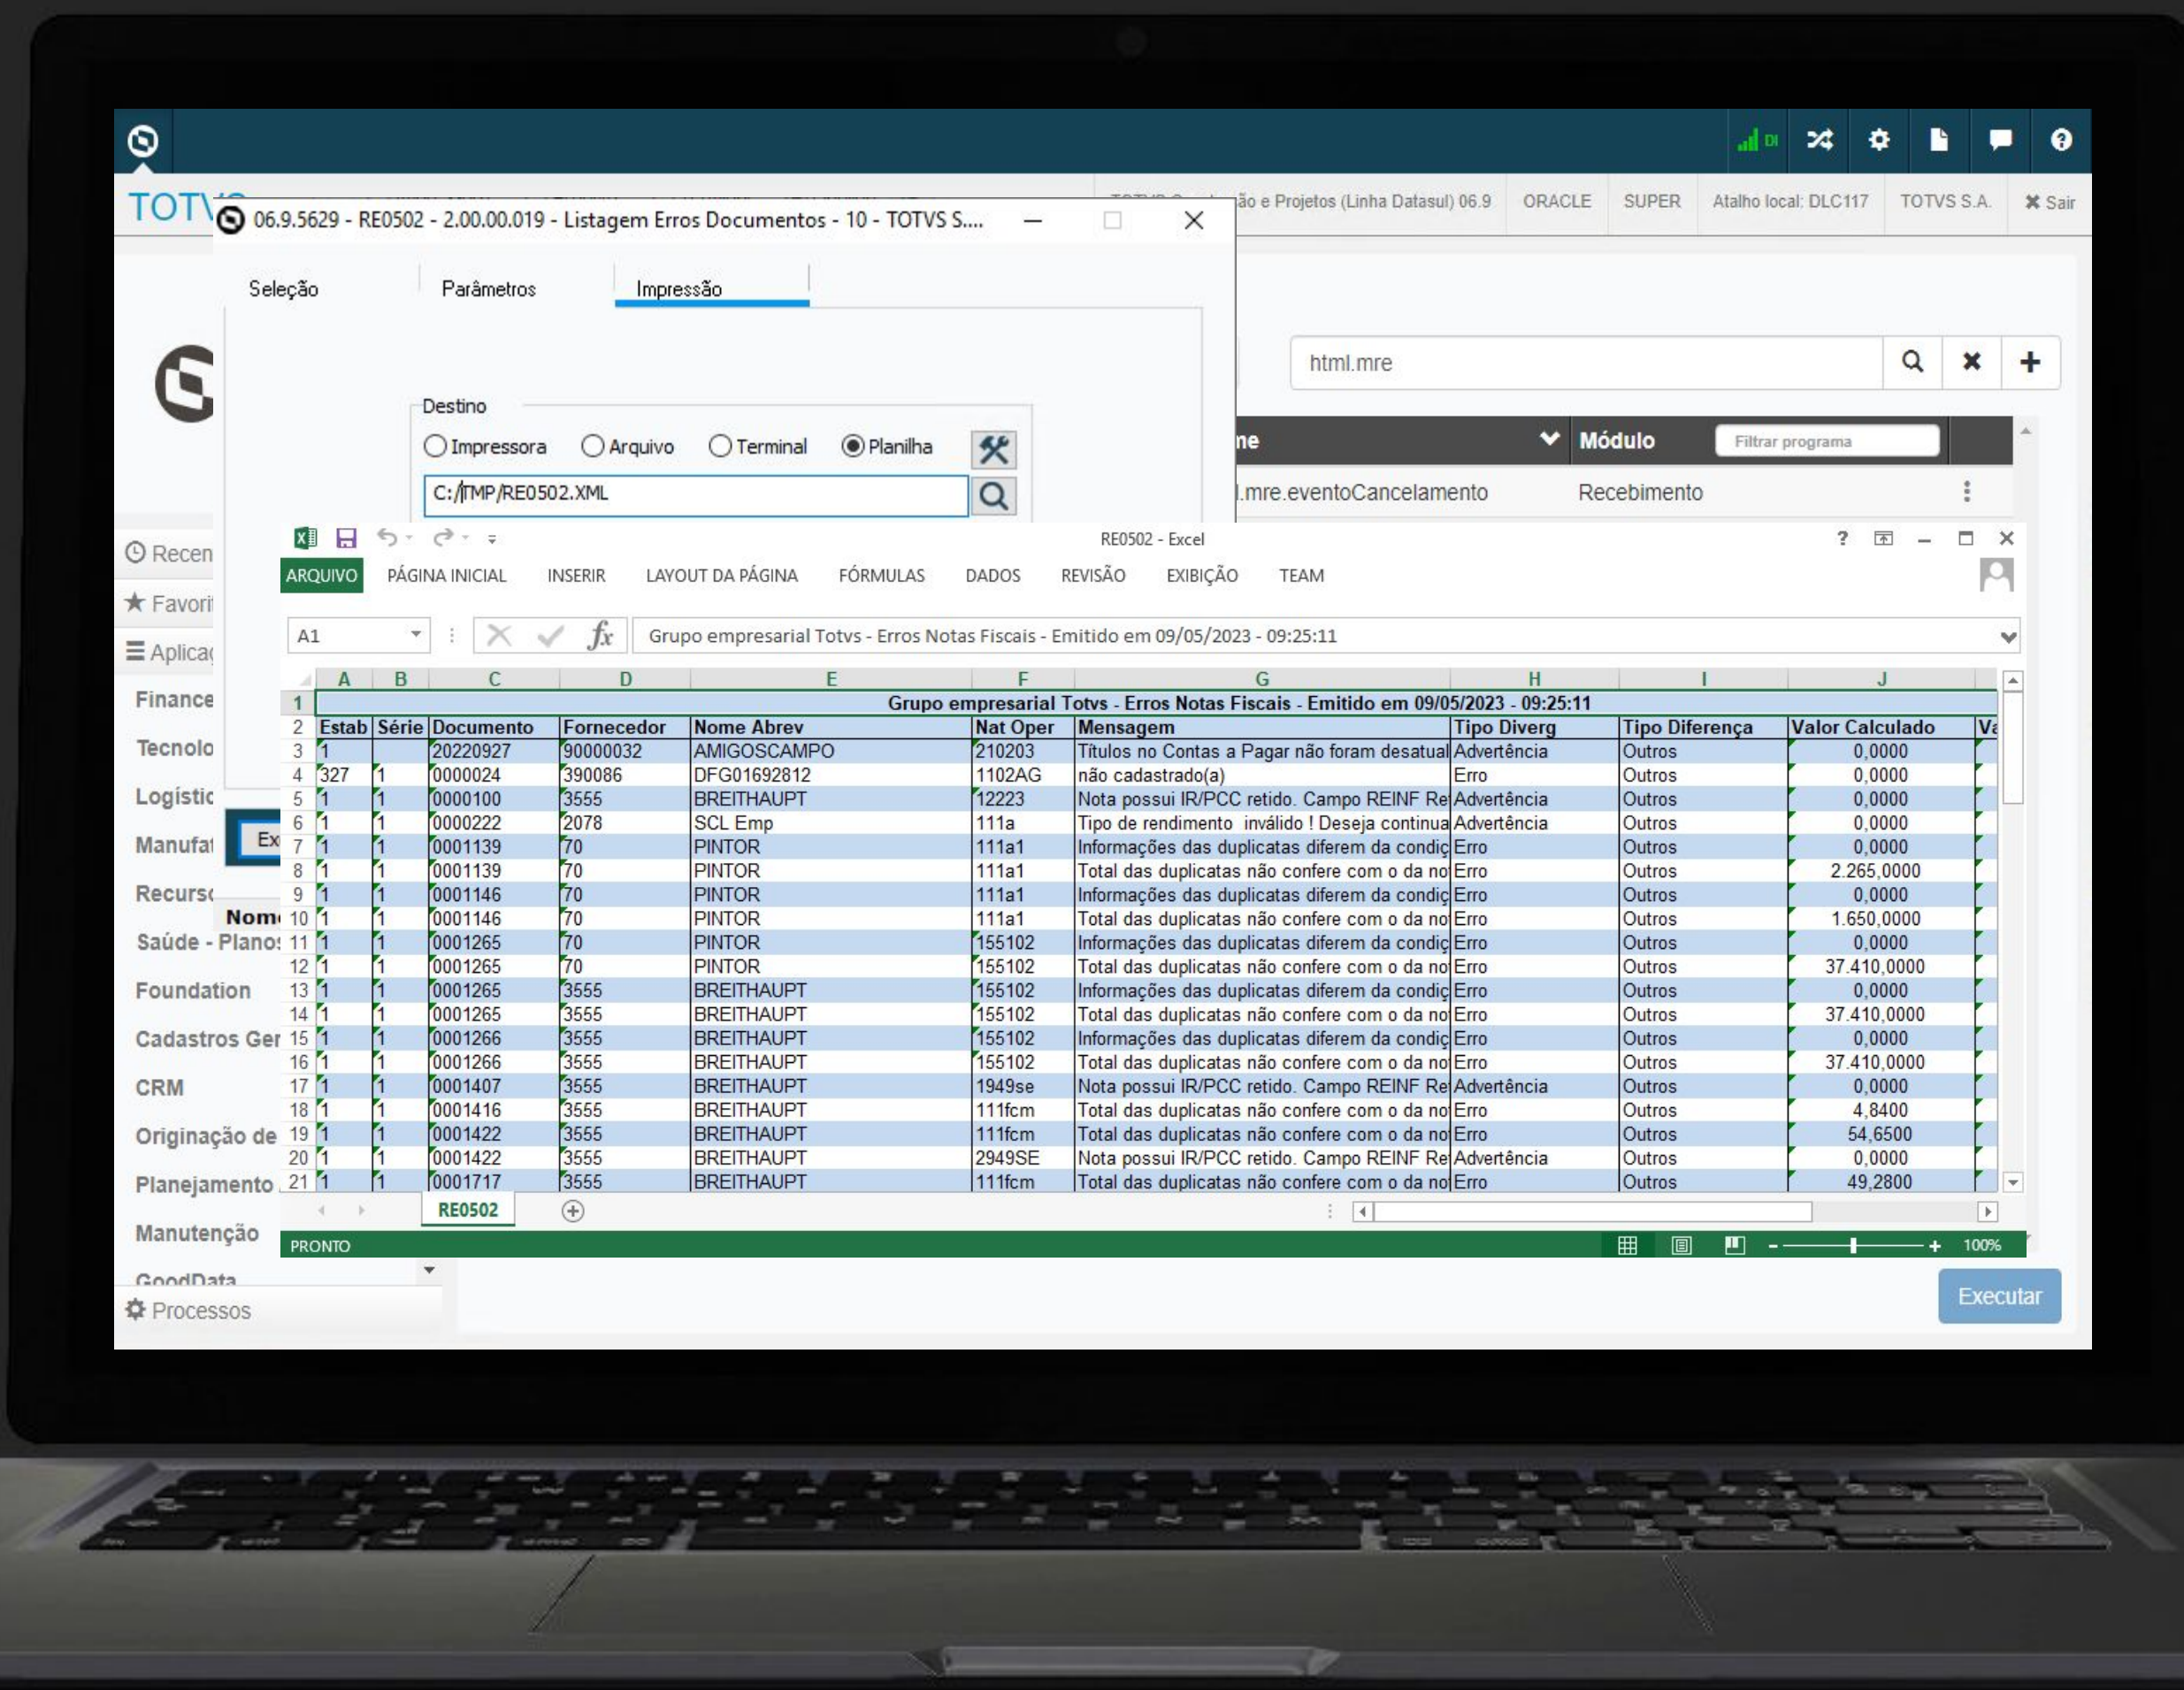 DI
TOTVS
ão e Projetos (Linha Datasul) 06.9 ORACLE SUPER Atalho local: DLC117 TOTVS S.A. Sair
06.9.5629 - RE0502 - 2.00.00.019 - Listagem Erros Documentos - 10 - TOTVS S....
Seleção Parâmetros Impressão
html.mre
Destino
Impressora Arquivo Terminal Planilha
C:/TMP/RE0502.XML
me Módulo Filtrar programa
l.mre.eventoCancelamento Recebimento
RE0502 - Excel
ARQUIVO PÁGINA INICIAL INSERIR LAYOUT DA PÁGINA FÓRMULAS DADOS REVISÃO EXIBIÇÃO TEAM
A1 fx Grupo empresarial Totvs - Erros Notas Fiscais - Emitido em 09/05/2023 - 09:25:11
A B C D E F G H I J
1 Grupo empresarial Totvs - Erros Notas Fiscais - Emitido em 09/05/2023 - 09:25:11
2 Estab Série Documento Fornecedor Nome Abrev Nat Oper Mensagem Tipo Diverg Tipo Diferença Valor Calculado Va
3 1 20220927 90000032 AMIGOSCAMPO 210203 Títulos no Contas a Pagar não foram desatual Advertência Outros 0,0000
4 327 1 0000024 390086 DFG01692812 1102AG não cadastrado(a) Erro Outros 0,0000
5 1 1 0000100 3555 BREITHAUPT 12223 Nota possui IR/PCC retido. Campo REINF Re Advertência Outros 0,0000
6 1 1 0000222 2078 SCL Emp 111a Tipo de rendimento inválido ! Deseja continua Advertência Outros 0,0000
7 1 1 0001139 70 PINTOR 111a1 Informações das duplicatas diferem da condiç Erro Outros 0,0000
8 1 1 0001139 70 PINTOR 111a1 Total das duplicatas não confere com o da no Erro Outros 2.265,0000
9 1 1 0001146 70 PINTOR 111a1 Informações das duplicatas diferem da condiç Erro Outros 0,0000
10 1 1 0001146 70 PINTOR 111a1 Total das duplicatas não confere com o da no Erro Outros 1.650,0000
11 1 1 0001265 70 PINTOR 155102 Informações das duplicatas diferem da condiç Erro Outros 0,0000
12 1 1 0001265 70 PINTOR 155102 Total das duplicatas não confere com o da no Erro Outros 37.410,0000
13 1 1 0001265 3555 BREITHAUPT 155102 Informações das duplicatas diferem da condiç Erro Outros 0,0000
14 1 1 0001265 3555 BREITHAUPT 155102 Total das duplicatas não confere com o da no Erro Outros 37.410,0000
15 1 1 0001266 3555 BREITHAUPT 155102 Informações das duplicatas diferem da condiç Erro Outros 0,0000
16 1 1 0001266 3555 BREITHAUPT 155102 Total das duplicatas não confere com o da no Erro Outros 37.410,0000
17 1 1 0001407 3555 BREITHAUPT 1949se Nota possui IR/PCC retido. Campo REINF Re Advertência Outros 0,0000
18 1 1 0001416 3555 BREITHAUPT 111fcm Total das duplicatas não confere com o da no Erro Outros 4,8400
19 1 1 0001422 3555 BREITHAUPT 111fcm Total das duplicatas não confere com o da no Erro Outros 54,6500
20 1 1 0001422 3555 BREITHAUPT 2949SE Nota possui IR/PCC retido. Campo REINF Re Advertência Outros 0,0000
21 1 1 0001717 3555 BREITHAUPT 111fcm Total das duplicatas não confere com o da no Erro Outros 49,2800
RE0502
PRONTO 100%
Recen
Favorit
Aplicaç
Finance
Tecnolo
Logístic
Manufat
Ex
Recurso
Nome
Saúde - Planos
Foundation
Cadastros Ger
CRM
Originação de
Planejamento
Manutenção
GoodData
Processos
Executar